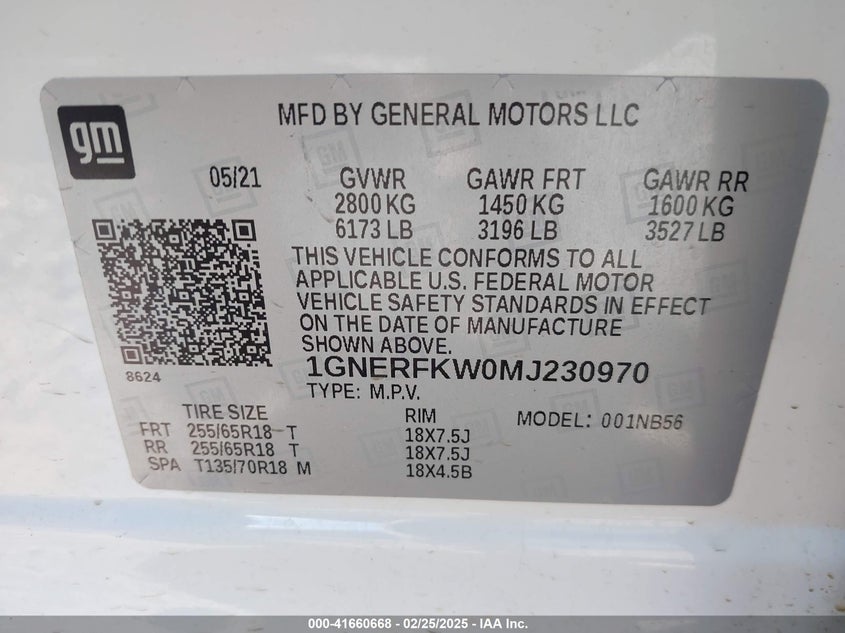 gm
MFD BY GENERAL MOTORS LLC
05/21 GVWR GAWR FRT GAWR RR
2800 KG 1450 KG 1600 KG
6173 LB 3196 LB 3527 LB
THIS VEHICLE CONFORMS TO ALL
APPLICABLE U.S. FEDERAL MOTOR
VEHICLE SAFETY STANDARDS IN EFFECT
ON THE DATE OF MANUFACTURE
SHOWN ABOVE.
8624
1GNERFKW0MJ230970
TYPE: M.P.V.
TIRE SIZE RIM MODEL: 001NB56
FRT 255/65R18 T 18X7.5J
RR 255/65R18 T 18X7.5J
SPA T135/70R18 M 18X4.5B
000-41660668 - 02/25/2025 - © IAA Inc.